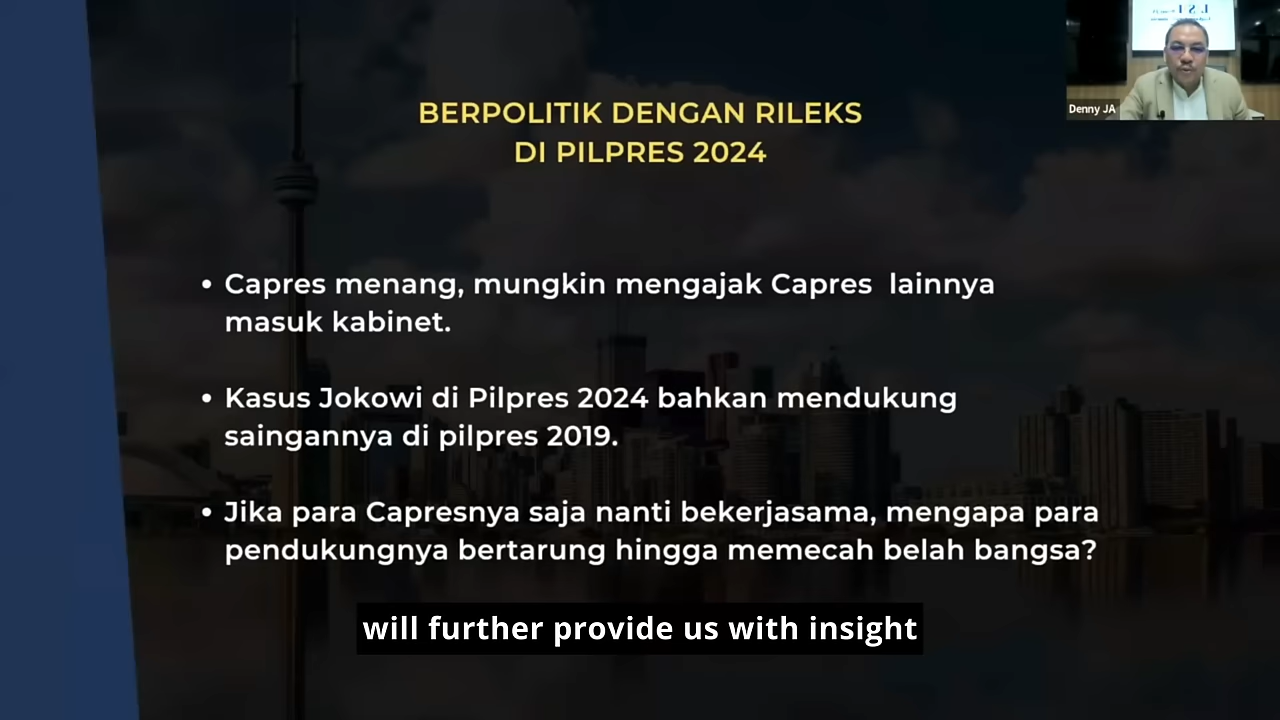 BERPOLITIK DENGAN RILEKS
DI PILPRES 2024
Denny JA
• Capres menang, mungkin mengajak Capres lainnya
masuk kabinet.
• Kasus Jokowi di Pilpres 2024 bahkan mendukung
saingannya di pilpres 2019.
• Jika para Capresnya saja nanti bekerjasama, mengapa para
pendukungnya bertarung hingga memecah belah bangsa?
will further provide us with insight